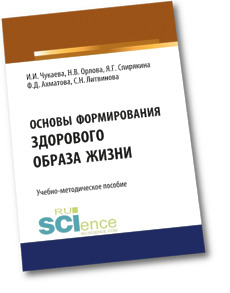 И.И. Чукаева, Н.В. Орлова, Я.Г. Спирякина
Ф.Д. Ахматова, С.Н. Литвинова
ОСНОВЫ ФОРМИРОВАНИЯ
ЗДОРОВОГО
ОБРАЗА ЖИЗНИ
Учебно-методическое пособие
RU
SCIence